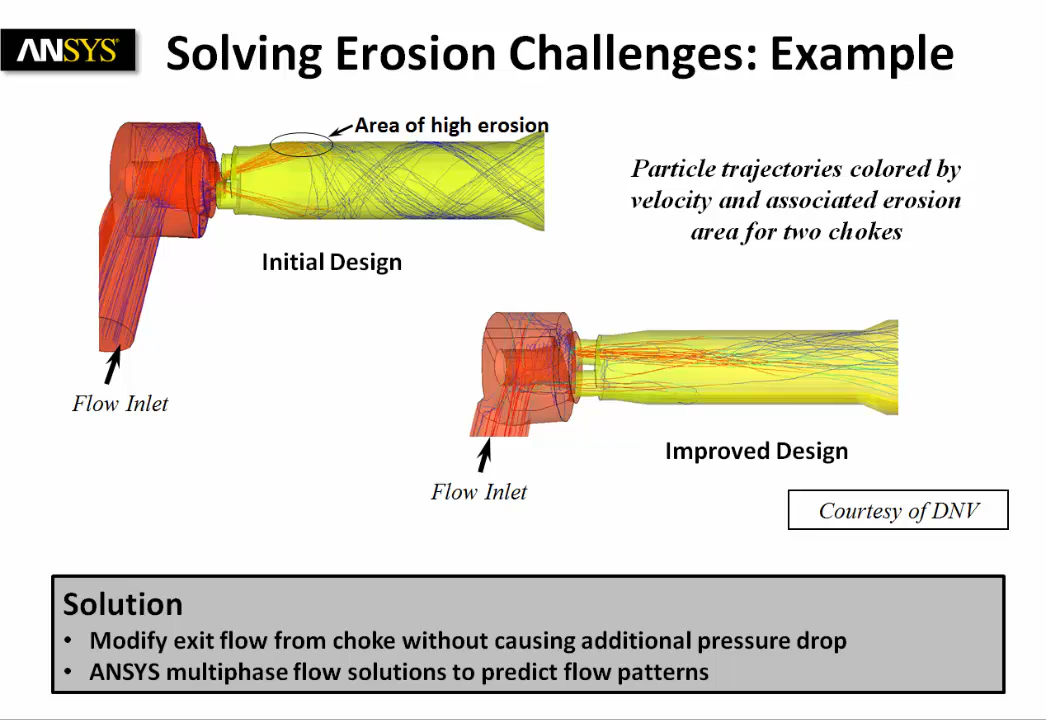 ANSYS
Solving Erosion Challenges: Example
Area of high erosion
Particle trajectories colored by
velocity and associated erosion
area for two chokes
Initial Design
Flow Inlet
Improved Design
Flow Inlet
Courtesy of DNV
Solution
• Modify exit flow from choke without causing additional pressure drop
• ANSYS multiphase flow solutions to predict flow patterns